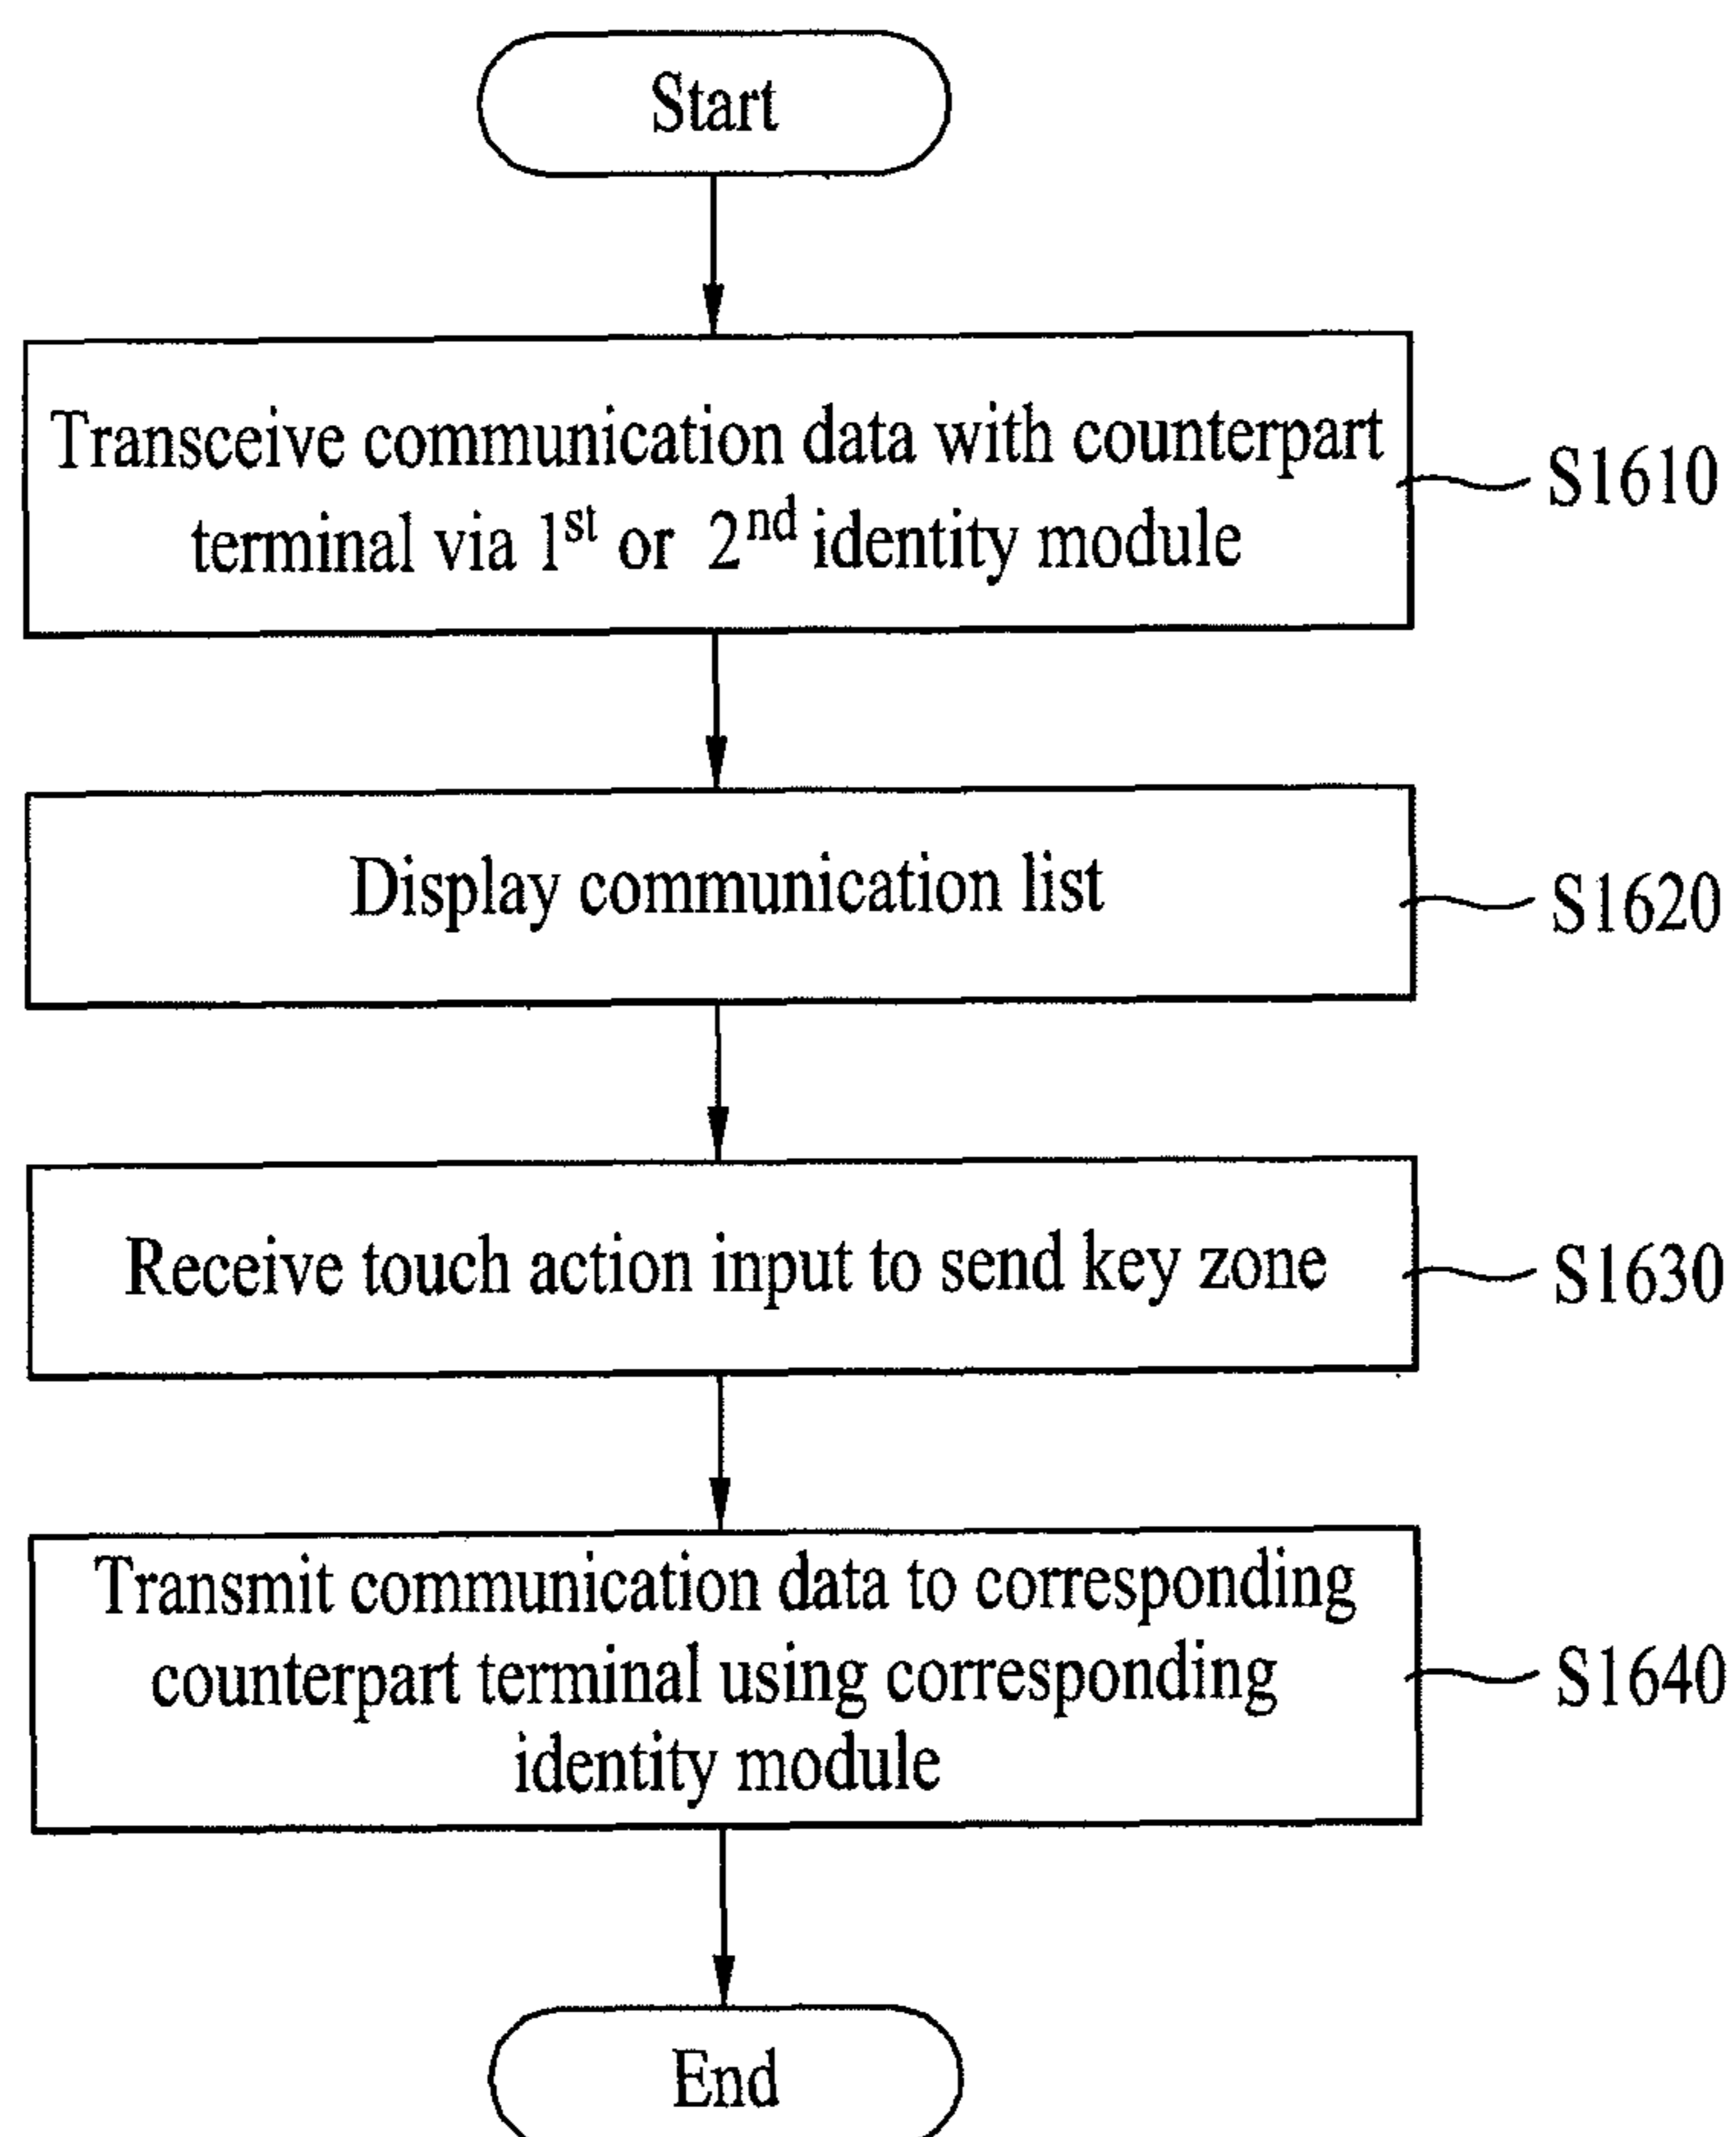 Start
Transceive communication data with counterpart
terminal via 1st or 2nd identity module
S1610
Display communication list
S1620
Receive touch action input to send key zone
S1630
Transmit communication data to corresponding
counterpart terminal using corresponding
identity module
S1640
End